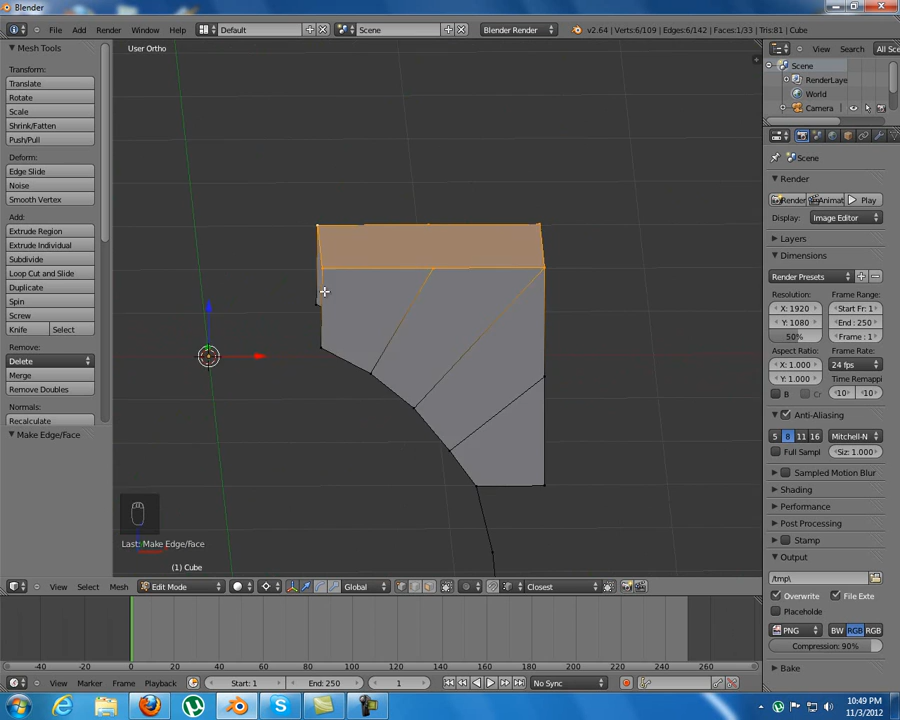 Blender
File Add Render Window Help Default Scene Blender Render v2.64 | Verts:6/109 | Edges:6/142 | Faces:1/33 | Tris:81 | Cube
Mesh Tools
Transform:
Translate
Rotate
Scale
Shrink/Fatten
Push/Pull
Deform:
Edge Slide
Noise
Smooth Vertex
Add:
Extrude Region
Extrude Individual
Subdivide
Loop Cut and Slide
Duplicate
Spin
Screw
Knife Select
Remove:
Delete
Merge
Remove Doubles
Normals:
Recalculate
Make Edge/Face
User Ortho
Last: Make Edge/Face
(1) Cube
View Search All Sce
Scene
RenderLaye
World
Camera
Scene
Render
Render Animat Play
Display: Image Editor
Layers
Dimensions
Render Presets
Resolution: Frame Range:
X: 1920 Start Fr: 1
Y: 1080 End : 250
50% Frame : 1
Aspect Ratio: Frame Rate:
X: 1.000 24 fps
Y: 1.000 Time Remappi
B Cr 10 10
Anti-Aliasing
5 8 11 16 Mitchell-N
Full Sampl Siz: 1.000
Sampled Motion Blur
Shading
Performance
Post Processing
Stamp
Output
/tmp\
Overwrite File Exte
Placeholde
PNG BW RGB RGB
Compression: 90%
Bake
View Select Mesh Edit Mode Global Closest
-40 -20 0 20 40 60 80 100 120 140 160 180 200 220 240 260
View Marker Frame Playback Start: 1 End: 250 1 No Sync
10:49 PM
11/3/2012